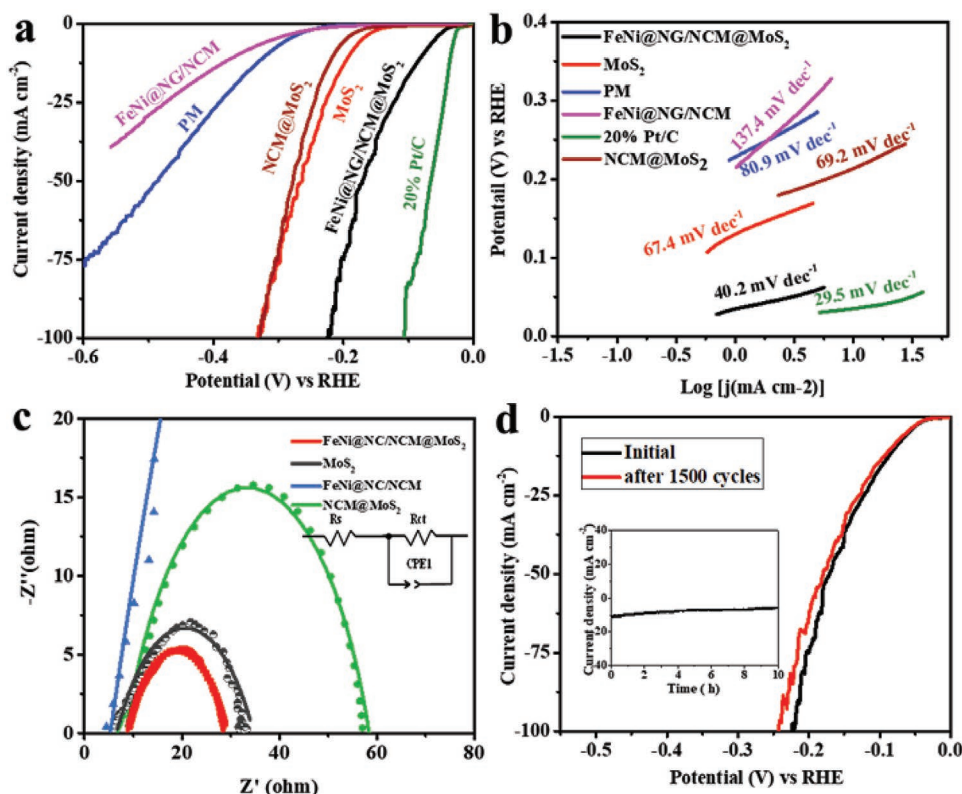 a
Current density (mA cm⁻²)
0
-25
-50
-75
-100
FeNi@NG/NCM
PM
NCM@MoS₂
MoS₂
FeNi@NG/NCM@MoS₂
20% Pt/C
-0.6
-0.4
-0.2
0.0
Potential (V) vs RHE
b
Potentail (V) vs RHE
0.4
0.3
0.2
0.1
0.0
FeNi@NG/NCM@MoS₂
MoS₂
PM
FeNi@NG/NCM
20% Pt/C
NCM@MoS₂
137.4 mV dec⁻¹
80.9 mV dec⁻¹
69.2 mV dec⁻¹
67.4 mV dec⁻¹
40.2 mV dec⁻¹
29.5 mV dec⁻¹
-1.5
-1.0
-0.5
0.0
0.5
1.0
1.5
Log [j(mA cm-2)]
c
-Z''(ohm)
20
15
10
5
0
FeNi@NC/NCM@MoS₂
MoS₂
FeNi@NC/NCM
NCM@MoS₂
Rs
Rct
CPE1
0
20
40
60
80
Z' (ohm)
d
Current density (mA cm⁻²)
0
-25
-50
-75
-100
Initial
after 1500 cycles
Current density (mA cm⁻²)
40
20
0
-20
-40
0
2
4
6
8
10
Time ( h)
-0.5
-0.4
-0.3
-0.2
-0.1
0.0
Potential (V) vs RHE